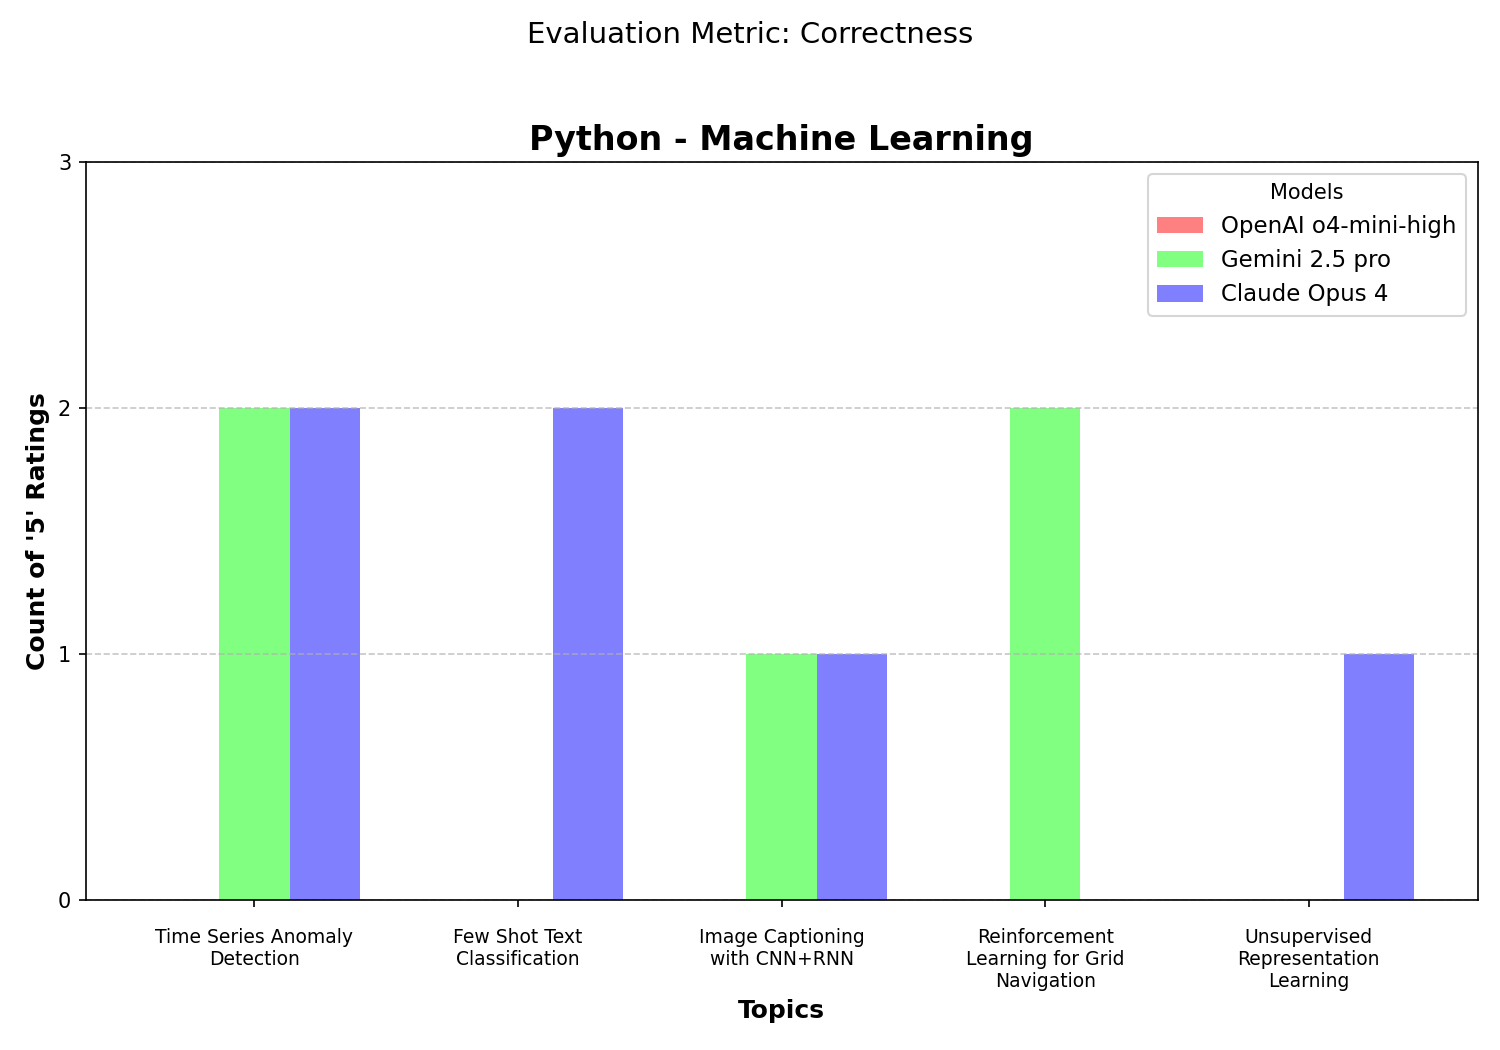 Evaluation Metric: Correctness
Python - Machine Learning
Models
OpenAI o4-mini-high
Gemini 2.5 pro
Claude Opus 4
Count of '5' Ratings
3
2
1
0
Time Series Anomaly
Detection
Few Shot Text
Classification
Image Captioning
with CNN+RNN
Reinforcement
Learning for Grid
Navigation
Unsupervised
Representation
Learning
Topics